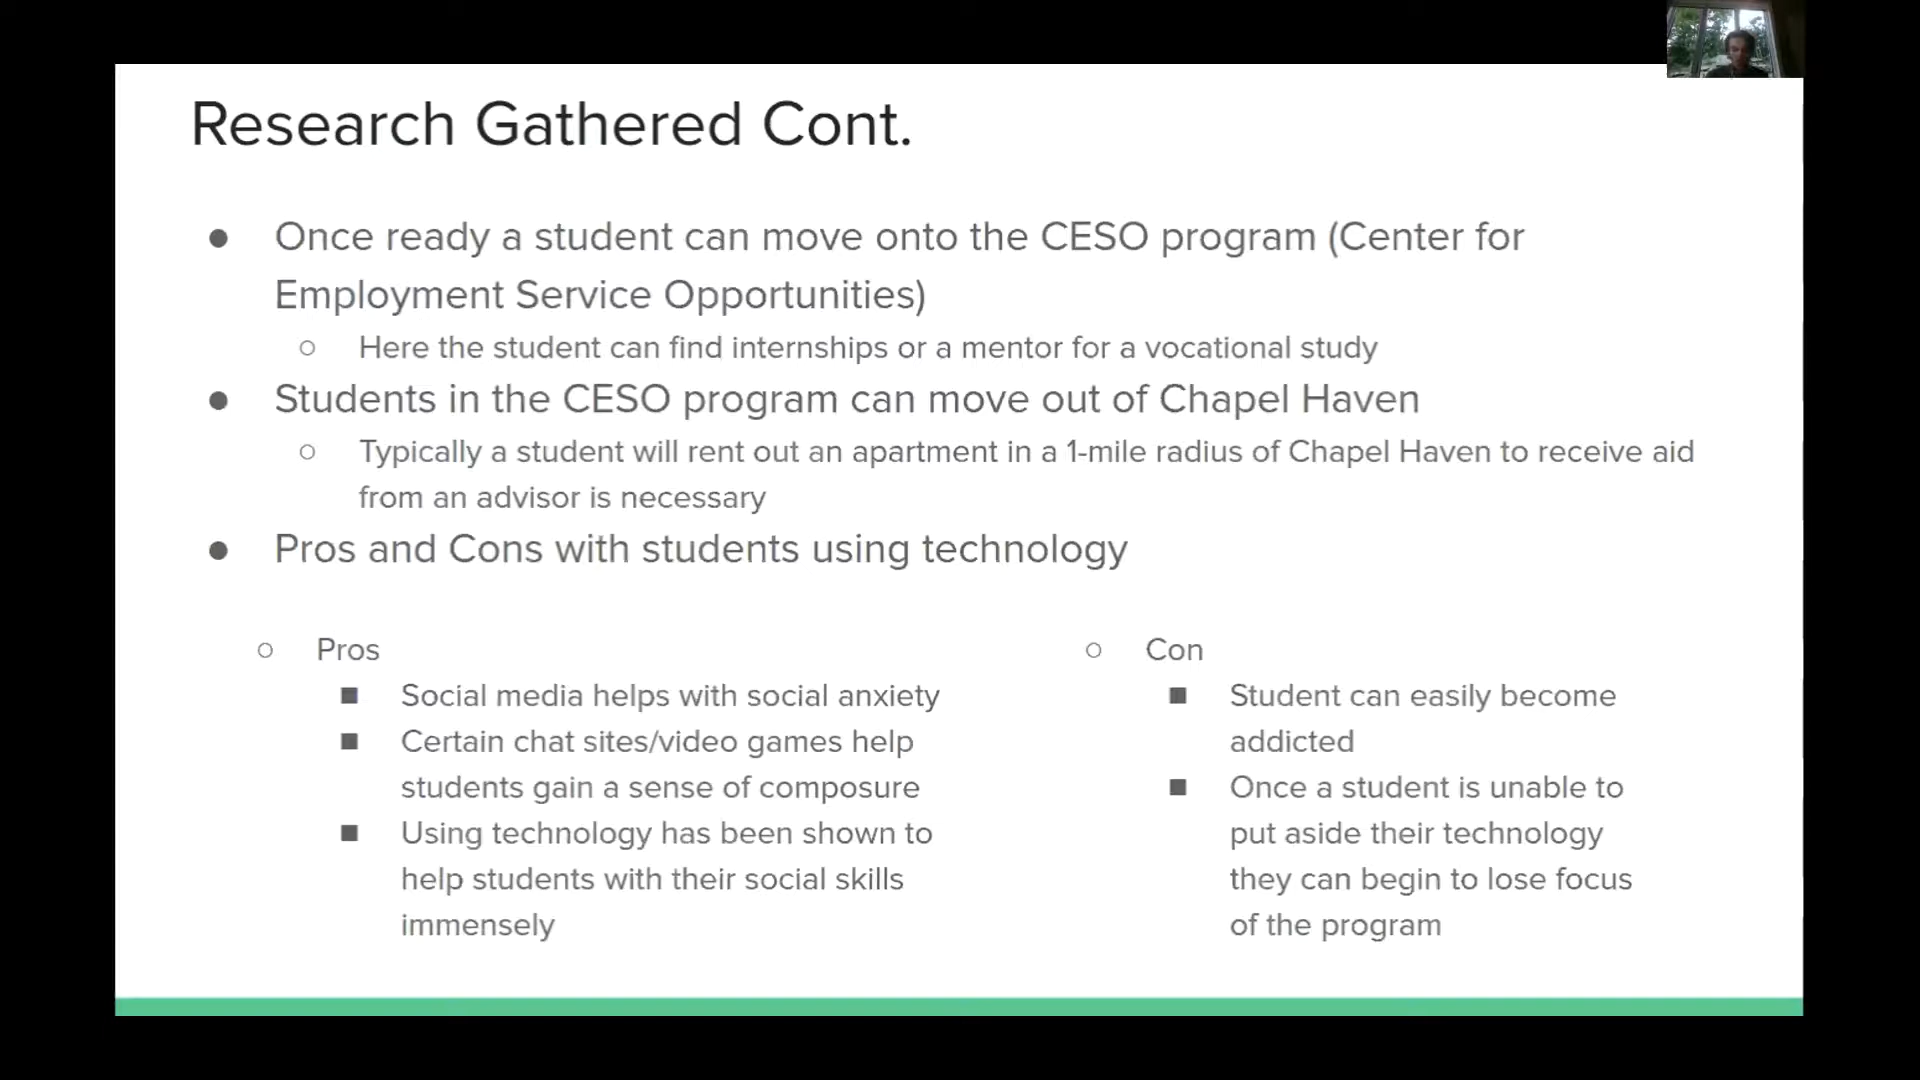 Research Gathered Cont.
● Once ready a student can move onto the CESO program (Center for
Employment Service Opportunities)
○ Here the student can find internships or a mentor for a vocational study
● Students in the CESO program can move out of Chapel Haven
○ Typically a student will rent out an apartment in a 1-mile radius of Chapel Haven to receive aid
from an advisor is necessary
● Pros and Cons with students using technology
○ Pros
■ Social media helps with social anxiety
■ Certain chat sites/video games help
students gain a sense of composure
■ Using technology has been shown to
help students with their social skills
immensely
○ Con
■ Student can easily become
addicted
■ Once a student is unable to
put aside their technology
they can begin to lose focus
of the program